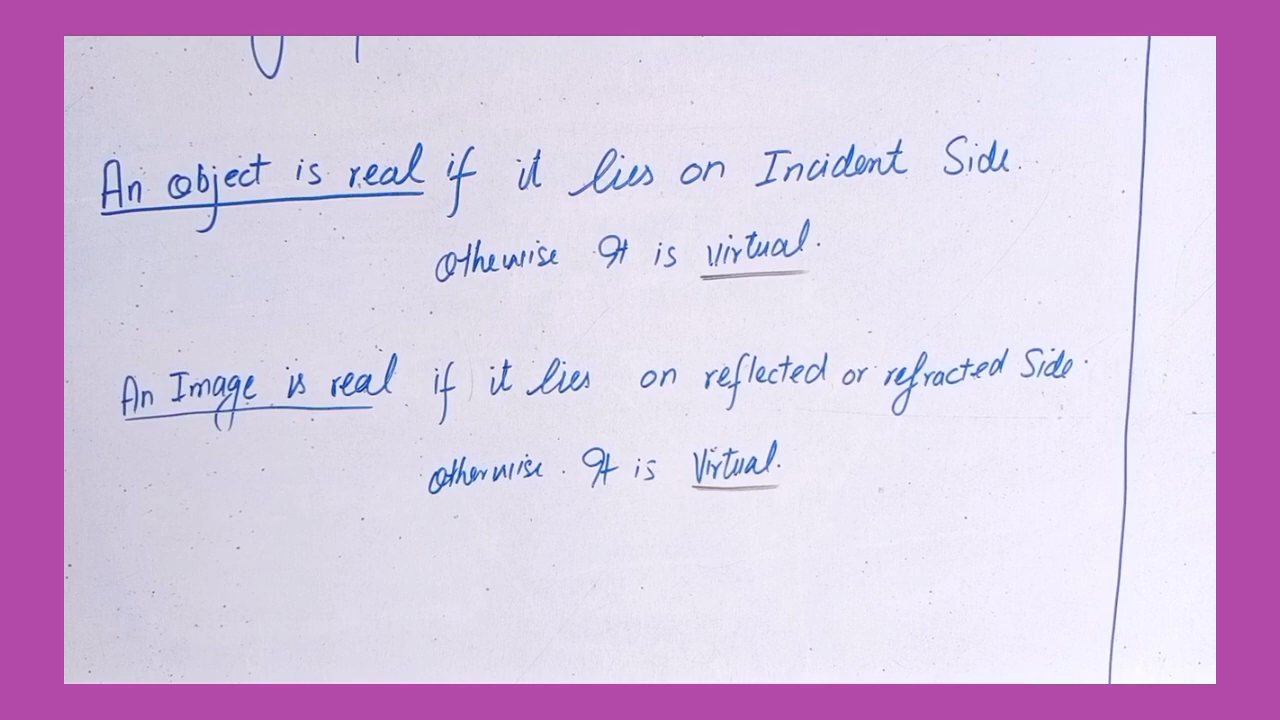 An object is real if it lies on Incident Side.
Otherwise It is virtual.
An Image is real if it lies on reflected or refracted Side.
Otherwise. It is Virtual.